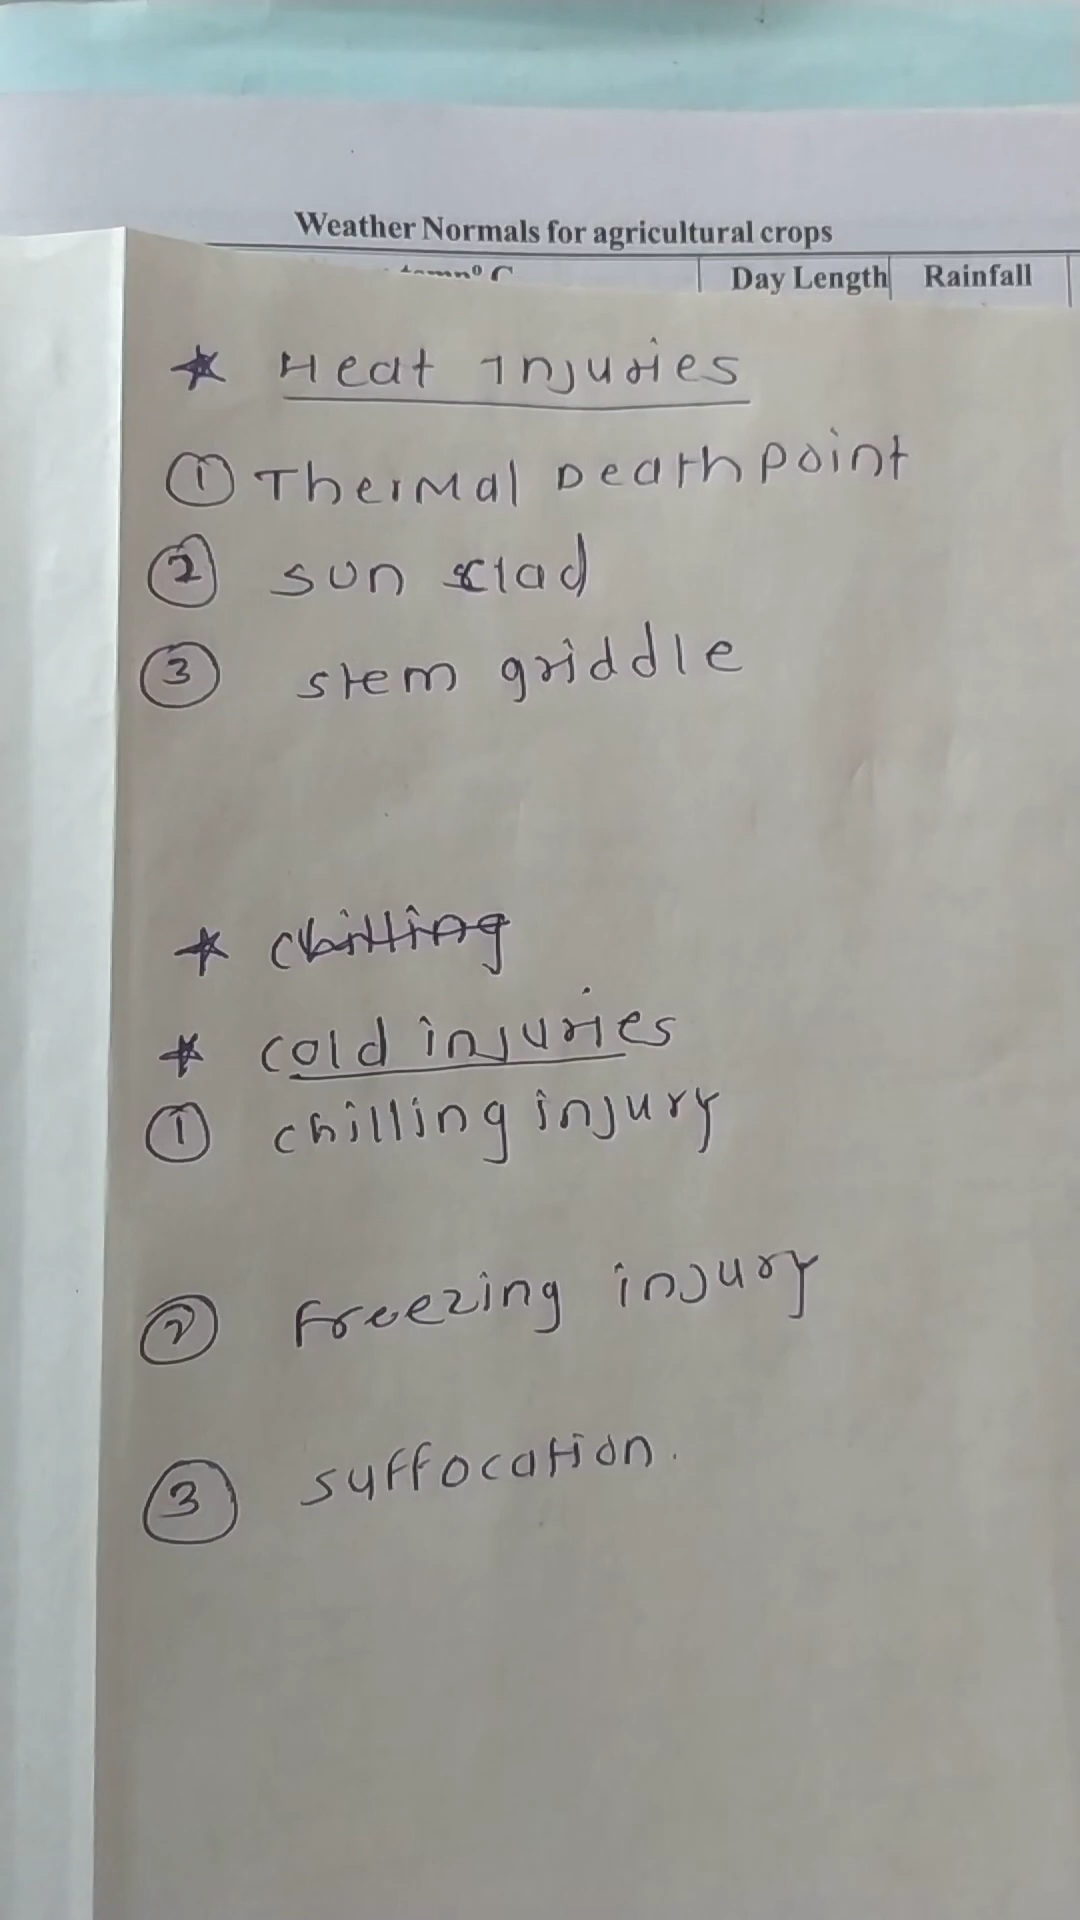 Weather Normals for agricultural crops
Day Length Rainfall
* Heat Injuries
① Thermal Death point
② sun clad
③ stem griddle
* chilling
* cold injuries
① chilling injury
② Freezing injury
③ suffocation.